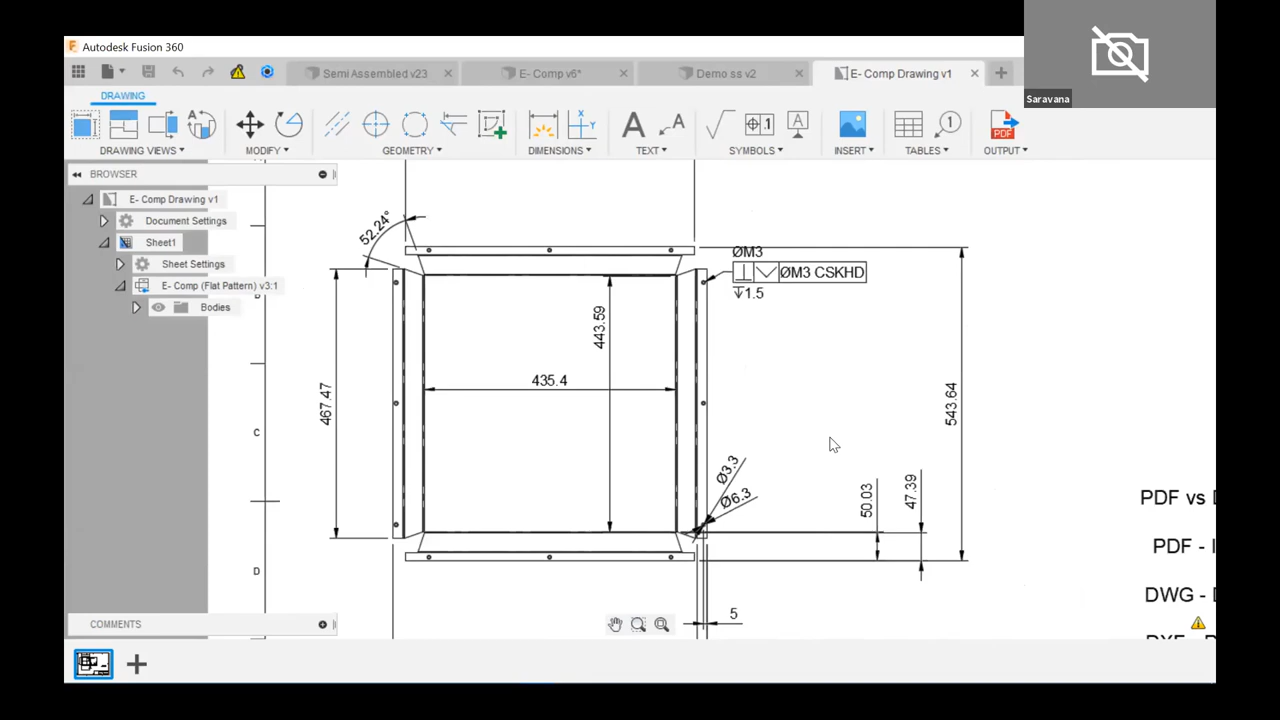 Autodesk Fusion 360
Saravana
Semi Assembled v23
E- Comp v6*
Demo ss v2
E- Comp Drawing v1
DRAWING
DRAWING VIEWS
MODIFY
GEOMETRY
DIMENSIONS
TEXT
SYMBOLS
INSERT
TABLES
OUTPUT
BROWSER
E- Comp Drawing v1
Document Settings
Sheet1
Sheet Settings
E- Comp (Flat Pattern) v3:1
Bodies
C
D
52.24°
ØM3
ØM3 CSKHD
1.5
443.59
435.4
467.47
543.64
Ø3.3
Ø6.3
50.03
47.39
5
PDF vs
PDF -
DWG -
COMMENTS